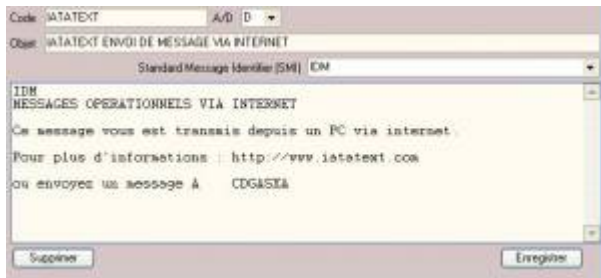 Code IATATEXT A/D D
Objet IATATEXT ENVOI DE MESSAGE VIA INTERNET
Standard Message Identifier (SMI) IDM
IDM
MESSAGES OPERATIONNELS VIA INTERNET
Ce message vous est transmis depuis un PC via internet.
Pour plus d'informations : http://www.iatatext.com
ou envoyez un message à CDGASXA
Supprimer Enregistrer